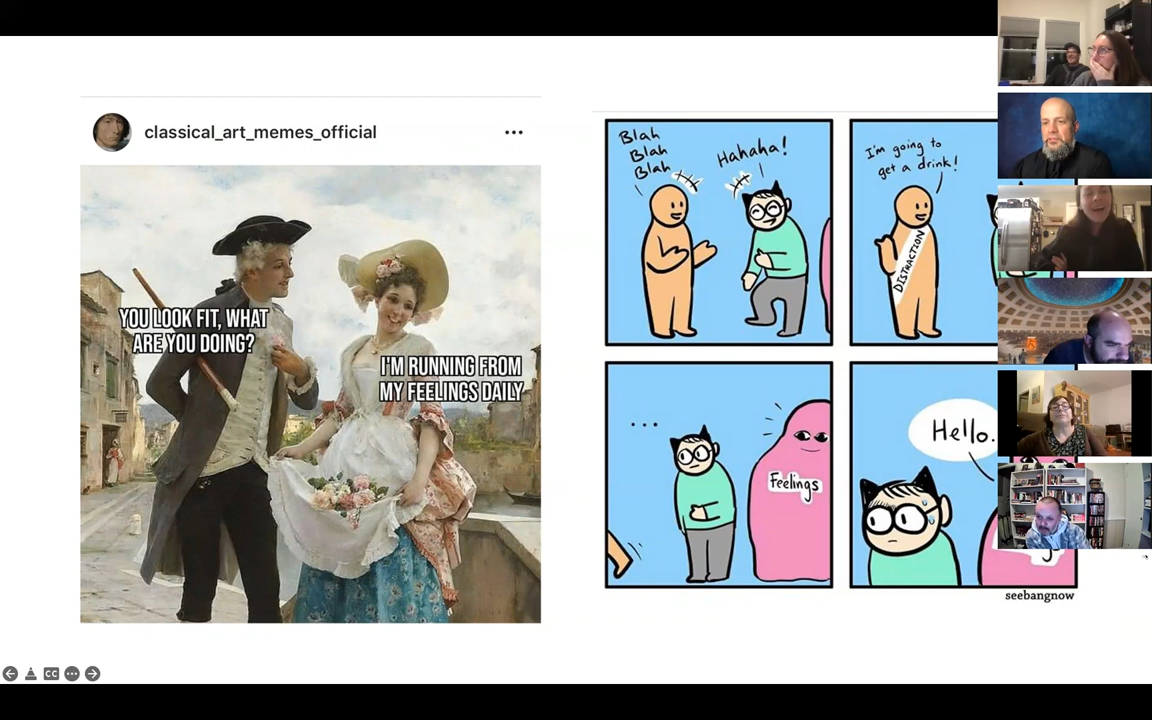 classical_art_memes_official
YOU LOOK FIT, WHAT
ARE YOU DOING?
I'M RUNNING FROM
MY FEELINGS DAILY
Blah
Blah
Blah
Hahaha!
I'm going to
get a drink!
DISTRACTION
...
Feelings
Hello.
seebangnow
CC